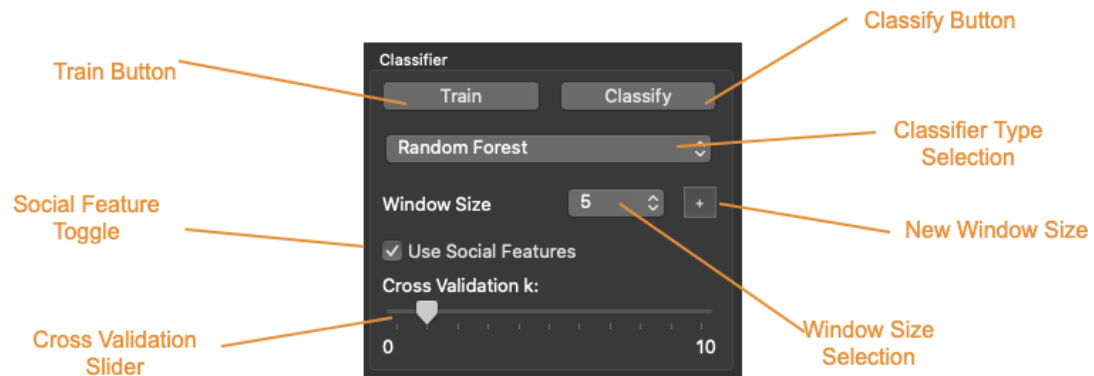 Classify Button
Classifier
Train Button
Train
Classify
Random Forest
Classifier Type
Selection
Window Size
5
+
Social Feature
Toggle
New Window Size
Use Social Features
Cross Validation k:
Cross Validation
Slider
0
10
Window Size
Selection